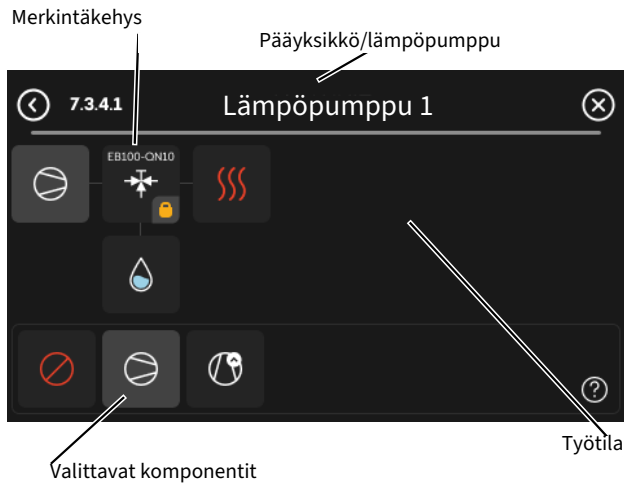 Merkintäkehys
Pääyksikkö/lämpöpumppu
7.3.4.1
Lämpöpumppu 1
EB100-QN10
?
Työtila
Valittavat komponentit